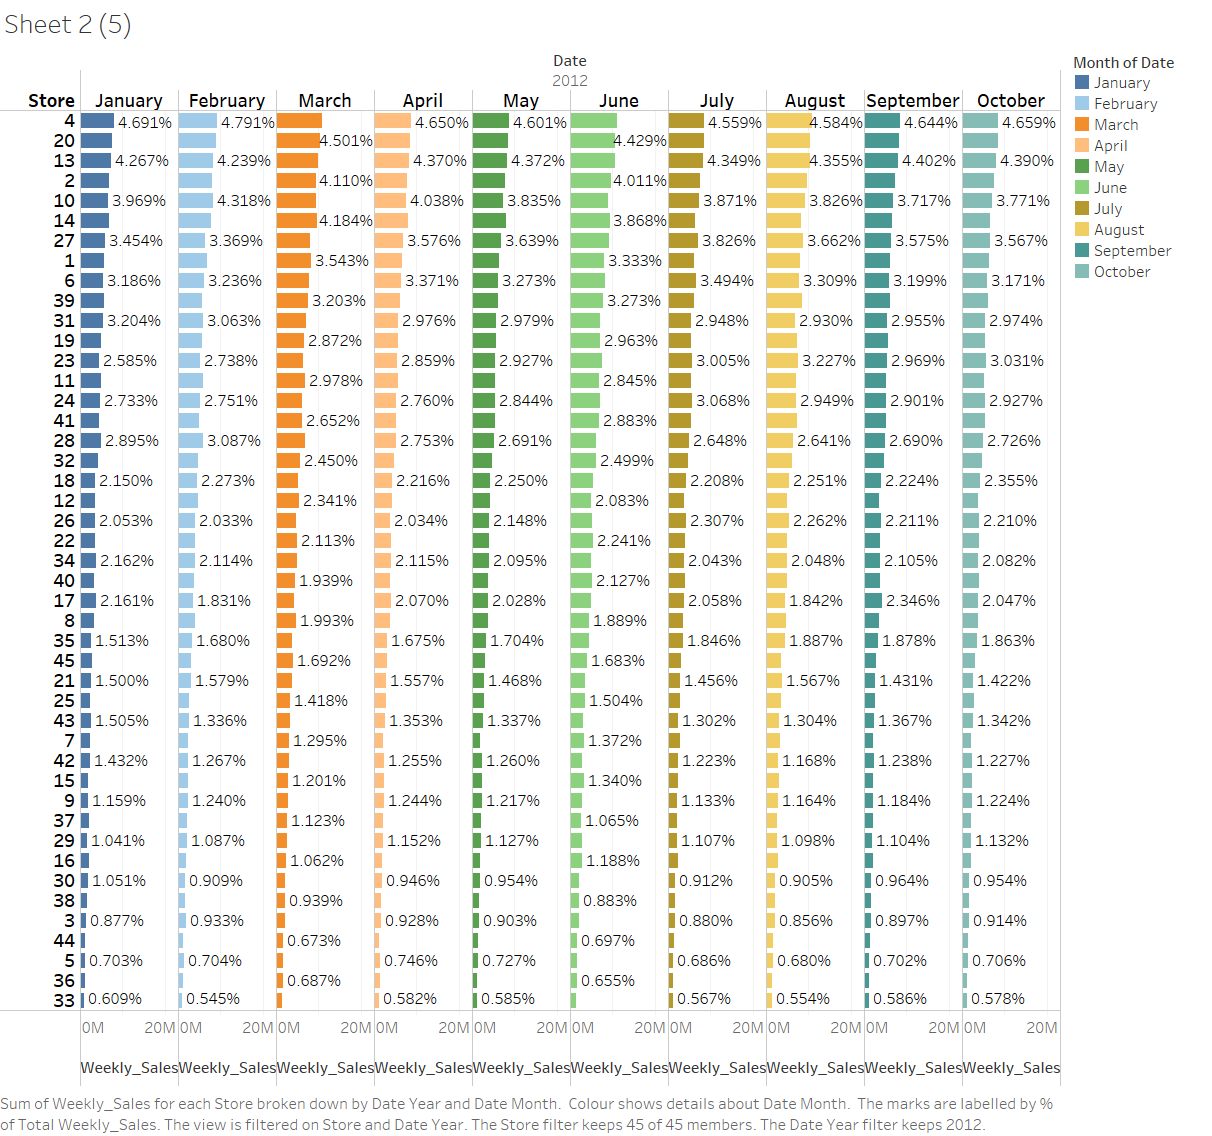 Sheet 2 (5)
Date
2012
Store January February March April May June July August September October
4 4.691% 4.791% 4.650% 4.601% 4.559% 4.584% 4.644% 4.659%
20 4.501% 4.429%
13 4.267% 4.239% 4.370% 4.372% 4.349% 4.355% 4.402% 4.390%
2 4.110% 4.011%
10 3.969% 4.318% 4.038% 3.835% 3.871% 3.826% 3.717% 3.771%
14 4.184% 3.868%
27 3.454% 3.369% 3.576% 3.639% 3.826% 3.662% 3.575% 3.567%
1 3.543% 3.333%
6 3.186% 3.236% 3.371% 3.273% 3.494% 3.309% 3.199% 3.171%
39 3.203% 3.273%
31 3.204% 3.063% 2.976% 2.979% 2.948% 2.930% 2.955% 2.974%
19 2.872% 2.963%
23 2.585% 2.738% 2.859% 2.927% 3.005% 3.227% 2.969% 3.031%
11 2.978% 2.845%
24 2.733% 2.751% 2.760% 2.844% 3.068% 2.949% 2.901% 2.927%
41 2.652% 2.883%
28 2.895% 3.087% 2.753% 2.691% 2.648% 2.641% 2.690% 2.726%
32 2.450% 2.499%
18 2.150% 2.273% 2.216% 2.250% 2.208% 2.251% 2.224% 2.355%
12 2.341% 2.083%
26 2.053% 2.033% 2.034% 2.148% 2.307% 2.262% 2.211% 2.210%
22 2.113% 2.241%
34 2.162% 2.114% 2.115% 2.095% 2.043% 2.048% 2.105% 2.082%
40 1.939% 2.127%
17 2.161% 1.831% 2.070% 2.028% 2.058% 1.842% 2.346% 2.047%
8 1.993% 1.889%
35 1.513% 1.680% 1.675% 1.704% 1.846% 1.887% 1.878% 1.863%
45 1.692% 1.683%
21 1.500% 1.579% 1.557% 1.468% 1.456% 1.567% 1.431% 1.422%
25 1.418% 1.504%
43 1.505% 1.336% 1.353% 1.337% 1.302% 1.304% 1.367% 1.342%
7 1.295% 1.372%
42 1.432% 1.267% 1.255% 1.260% 1.223% 1.168% 1.238% 1.227%
15 1.201% 1.340%
9 1.159% 1.240% 1.244% 1.217% 1.133% 1.164% 1.184% 1.224%
37 1.123% 1.065%
29 1.041% 1.087% 1.152% 1.127% 1.107% 1.098% 1.104% 1.132%
16 1.062% 1.188%
30 1.051% 0.909% 0.946% 0.954% 0.912% 0.905% 0.964% 0.954%
38 0.939% 0.883%
3 0.877% 0.933% 0.928% 0.903% 0.880% 0.856% 0.897% 0.914%
44 0.673% 0.697%
5 0.703% 0.704% 0.746% 0.727% 0.686% 0.680% 0.702% 0.706%
36 0.687% 0.655%
33 0.609% 0.545% 0.582% 0.585% 0.567% 0.554% 0.586% 0.578%
0M 20M 0M 20M 0M 20M 0M 20M 0M 20M 0M 20M 0M 20M 0M 20M 0M 20M 0M 20M
Weekly_Sales Weekly_Sales Weekly_Sales Weekly_Sales Weekly_Sales Weekly_Sales Weekly_Sales Weekly_Sales Weekly_Sales Weekly_Sales
Month of Date
January
February
March
April
May
June
July
August
September
October
Sum of Weekly_Sales for each Store broken down by Date Year and Date Month. Colour shows details about Date Month. The marks are labelled by %
of Total Weekly_Sales. The view is filtered on Store and Date Year. The Store filter keeps 45 of 45 members. The Date Year filter keeps 2012.